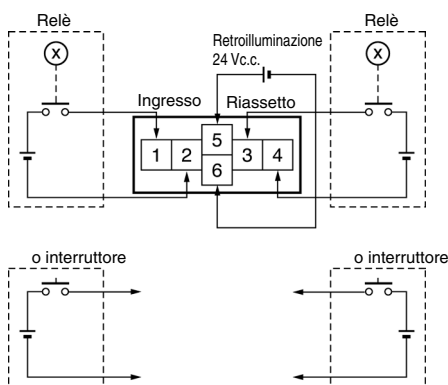 Relè
Relè
X
X
Retroilluminazione
24 Vc.c.
Ingresso
Riassetto
1
2
5
6
3
4
o interruttore
o interruttore